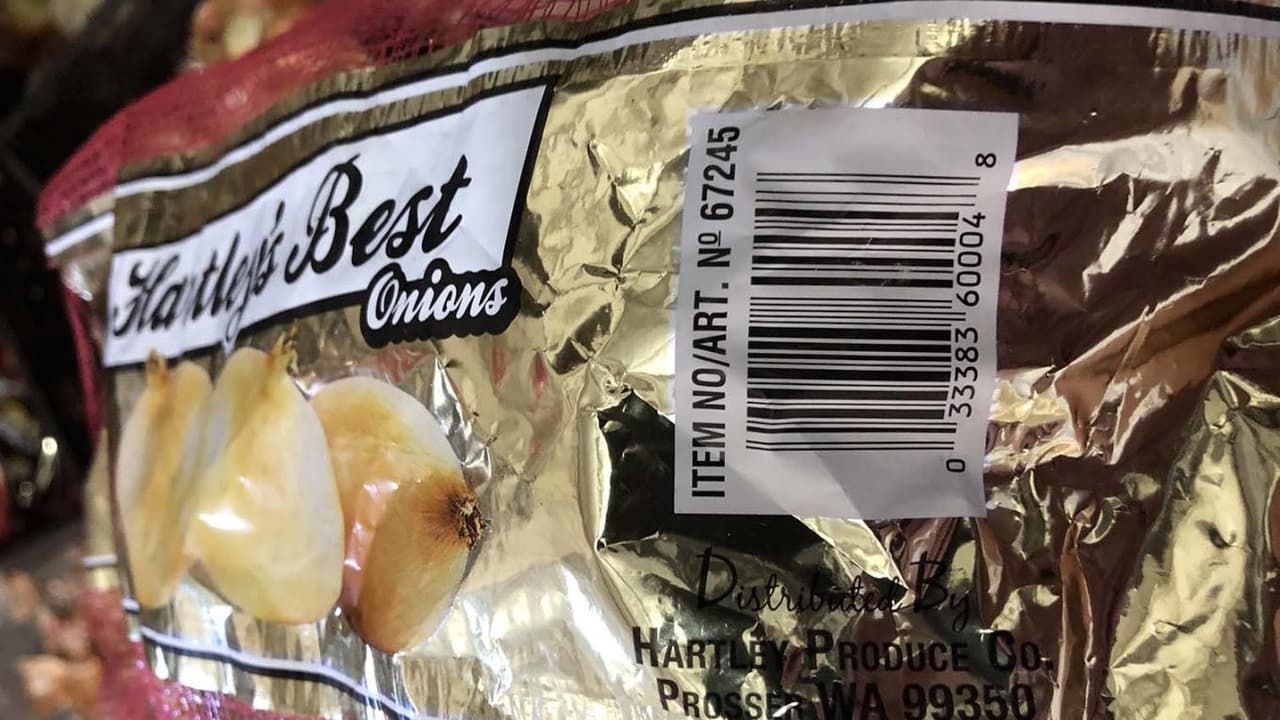 Hartley's Best
Onions
ITEM NO/ART. Nº 67245
0 33383 60004 8
Distributed By
HARTLEY PRODUCE CO.
PROSSER WA 99350